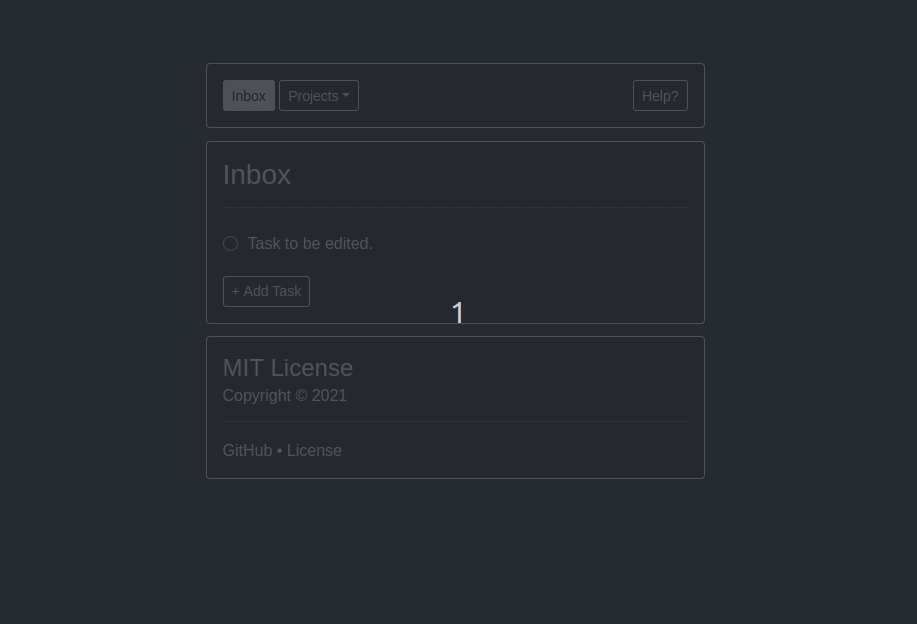 Inbox Projects Help?
Inbox
Task to be edited.
+ Add Task
1
MIT License
Copyright © 2021
GitHub • License